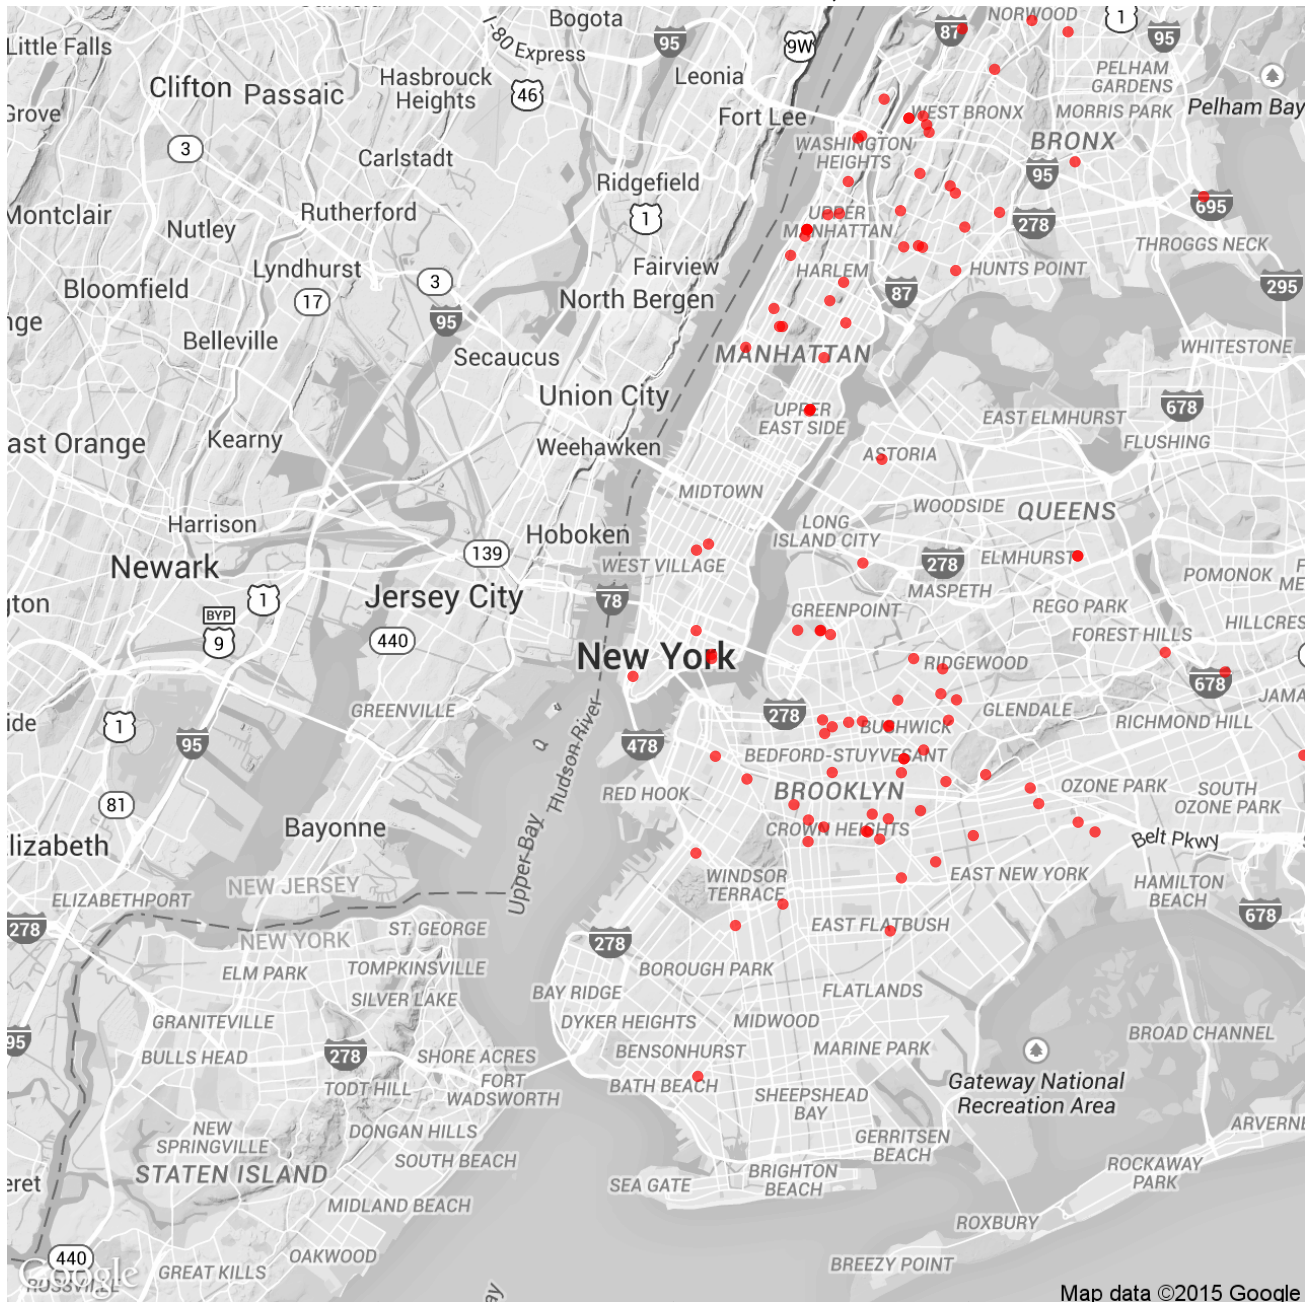 Bogota
NORWOOD
1
Little Falls
I-80 Express
95
9W
87
95
Clifton
Passaic
Hasbrouck
Heights
46
Leonia
PELHAM
GARDENS
Pelham Bay
Fort Lee
WEST BRONX
MORRIS PARK
3
Carlstadt
WASHINGTON
HEIGHTS
BRONX
95
Ridgefield
1
695
Montclair
Rutherford
Nutley
UPPER
MANHATTAN
278
THROGGS NECK
Lyndhurst
3
Fairview
HARLEM
HUNTS POINT
Bloomfield
17
North Bergen
87
295
95
Belleville
Secaucus
MANHATTAN
WHITESTONE
Union City
678
UPPER
EAST SIDE
EAST ELMHURST
Kearny
Weehawken
ASTORIA
FLUSHING
MIDTOWN
WOODSIDE
QUEENS
Harrison
Hoboken
LONG
ISLAND CITY
139
Newark
WEST VILLAGE
278
ELMHURST
POMONOK
1
Jersey City
78
MASPETH
REGO PARK
BYP
9
440
GREENPOINT
FOREST HILLS
New York
RIDGEWOOD
678
GREENVILLE
278
GLENDALE
RICHMOND HILL
1
95
478
BUSHWICK
BEDFORD-STUYVESANT
Hudson River
RED HOOK
BROOKLYN
OZONE PARK
SOUTH
OZONE PARK
81
Bayonne
CROWN HEIGHTS
Belt Pkwy
Upper Bay
NEW JERSEY
WINDSOR
TERRACE
EAST NEW YORK
HAMILTON
BEACH
ELIZABETHPORT
278
ST. GEORGE
EAST FLATBUSH
678
NEW YORK
278
ELM PARK
TOMPKINSVILLE
BOROUGH PARK
SILVER LAKE
BAY RIDGE
FLATLANDS
GRANITEVILLE
DYKER HEIGHTS
MIDWOOD
BROAD CHANNEL
95
BULLS HEAD
278
SHORE ACRES
BENSONHURST
MARINE PARK
TODT HILL
FORT
WADSWORTH
BATH BEACH
SHEEPSHEAD
BAY
Gateway National
Recreation Area
NEW
SPRINGVILLE
DONGAN HILLS
GERRITSEN
BEACH
STATEN ISLAND
SOUTH BEACH
SEA GATE
BRIGHTON
BEACH
ROCKAWAY
PARK
MIDLAND BEACH
ROXBURY
440
OAKWOOD
BREEZY POINT
Google
GREAT KILLS
Map data ©2015 Google